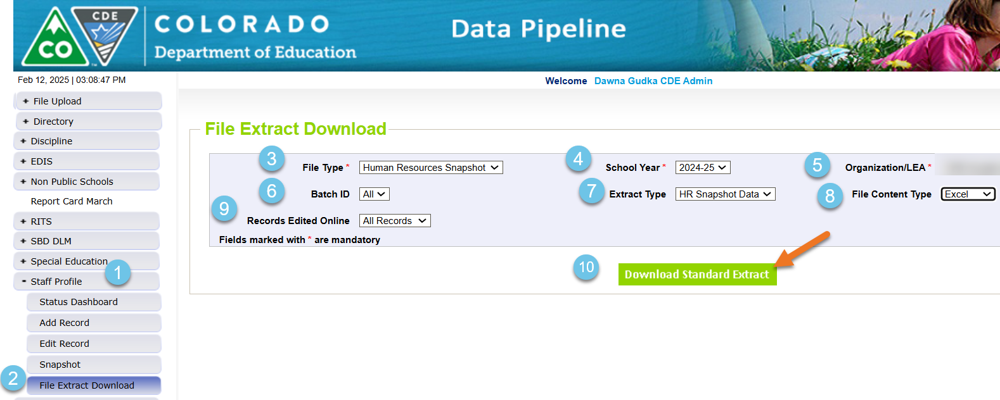 CDE
CO
TM
COLORADO
Department of Education
Data Pipeline
Feb 12, 2025 | 03:08:47 PM
Welcome Dawna Gudka CDE Admin
+ File Upload
+ Directory
+ Discipline
+ EDIS
+ Non Public Schools
Report Card March
+ RITS
+ SBD DLM
+ Special Education
1
- Staff Profile
Status Dashboard
Add Record
Edit Record
Snapshot
2
File Extract Download
File Extract Download
3 File Type * Human Resources Snapshot
4 School Year * 2024-25
5 Organization/LEA *
6 Batch ID All
7 Extract Type HR Snapshot Data
8 File Content Type Excel
9 Records Edited Online All Records
Fields marked with * are mandatory
10 Download Standard Extract